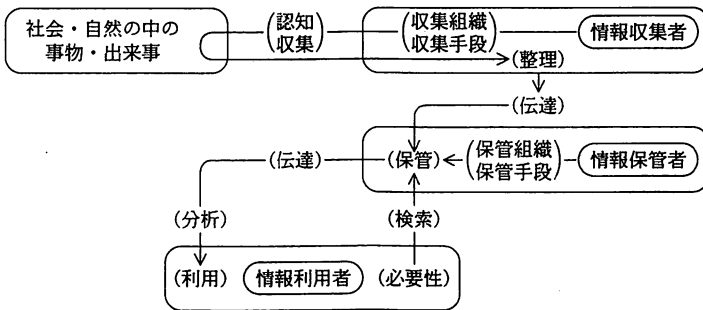 社会・自然の中の
事物・出来事
(認知
収集)
(収集組織
収集手段)
情報収集者
(整理)
(伝達)
(伝達)
(保管)
(保管組織
保管手段)
情報保管者
(分析)
(検索)
(利用)
情報利用者
(必要性)